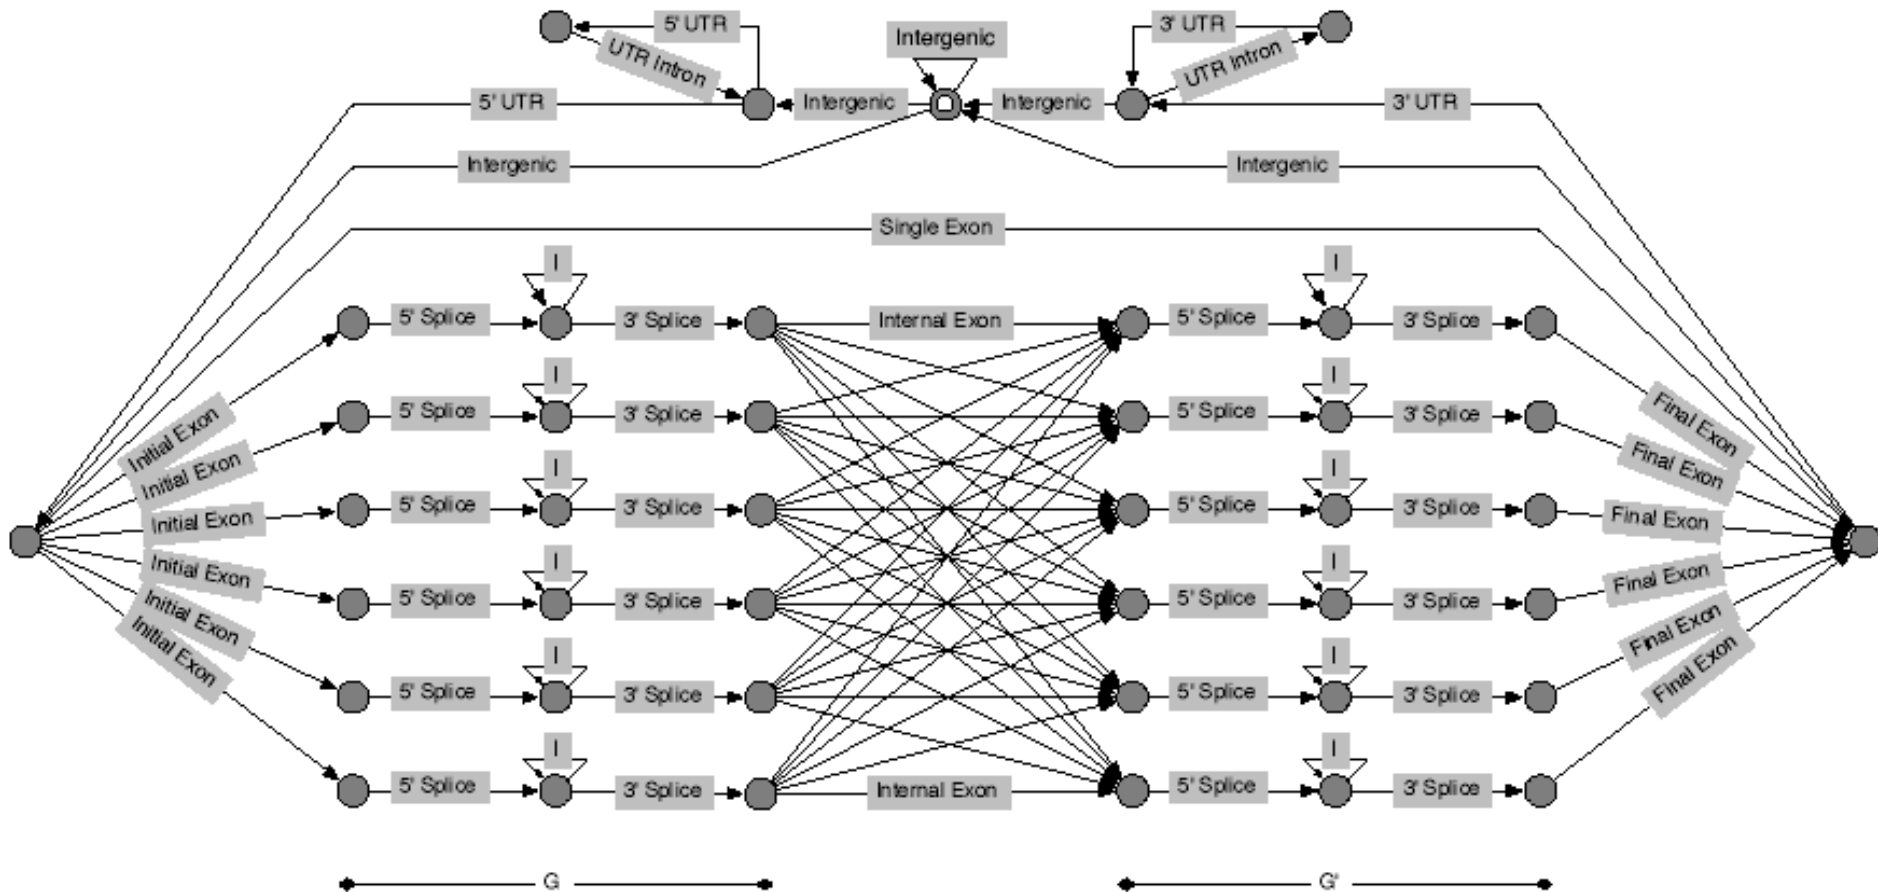 5' UTR
3' UTR
Intergenic
UTR Intron
UTR Intron
5' UTR
Intergenic
Intergenic
3' UTR
Intergenic
Intergenic
Single Exon
I
I
5' Splice
3' Splice
Internal Exon
5' Splice
3' Splice
I
I
Initial Exon
5' Splice
3' Splice
5' Splice
3' Splice
Final Exon
Initial Exon
I
I
Final Exon
Initial Exon
5' Splice
3' Splice
5' Splice
3' Splice
Final Exon
I
I
Initial Exon
5' Splice
3' Splice
5' Splice
3' Splice
Final Exon
Initial Exon
I
I
Final Exon
Initial Exon
5' Splice
3' Splice
5' Splice
3' Splice
Final Exon
I
I
5' Splice
3' Splice
Internal Exon
5' Splice
3' Splice
G
G'